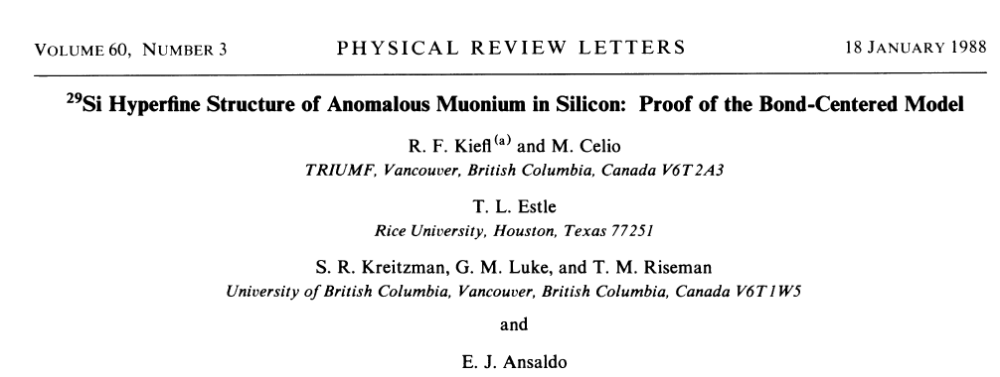 VOLUME 60, NUMBER 3 PHYSICAL REVIEW LETTERS 18 JANUARY 1988
²⁹Si Hyperfine Structure of Anomalous Muonium in Silicon: Proof of the Bond-Centered Model
R. F. Kiefl (a) and M. Celio
TRIUMF, Vancouver, British Columbia, Canada V6T 2A3
T. L. Estle
Rice University, Houston, Texas 77251
S. R. Kreitzman, G. M. Luke, and T. M. Riseman
University of British Columbia, Vancouver, British Columbia, Canada V6T 1W5
and
E. J. Ansaldo